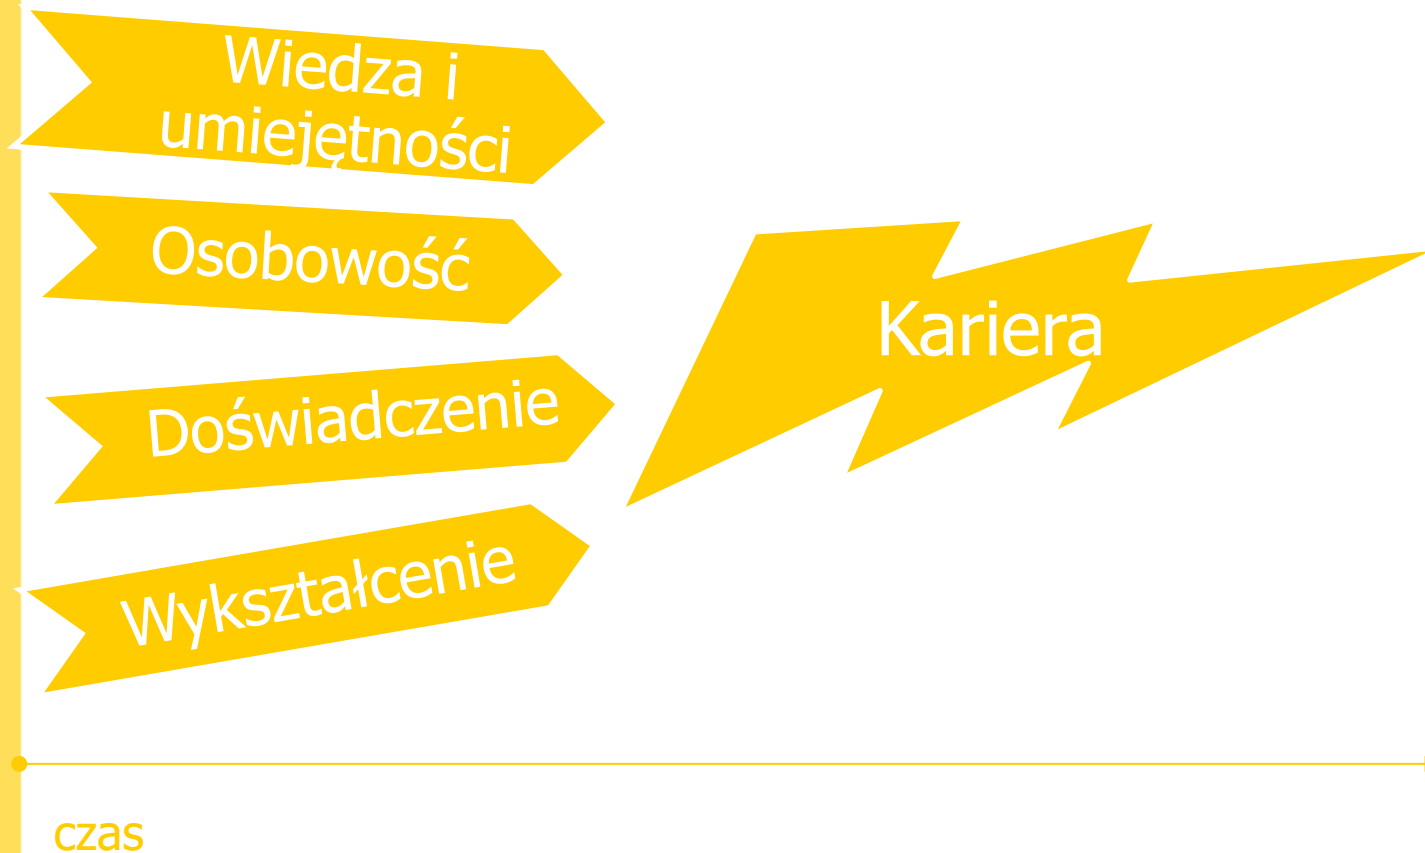 Wiedza i
umiejętności
Osobowość
Kariera
Doświadczenie
Wykształcenie
czas